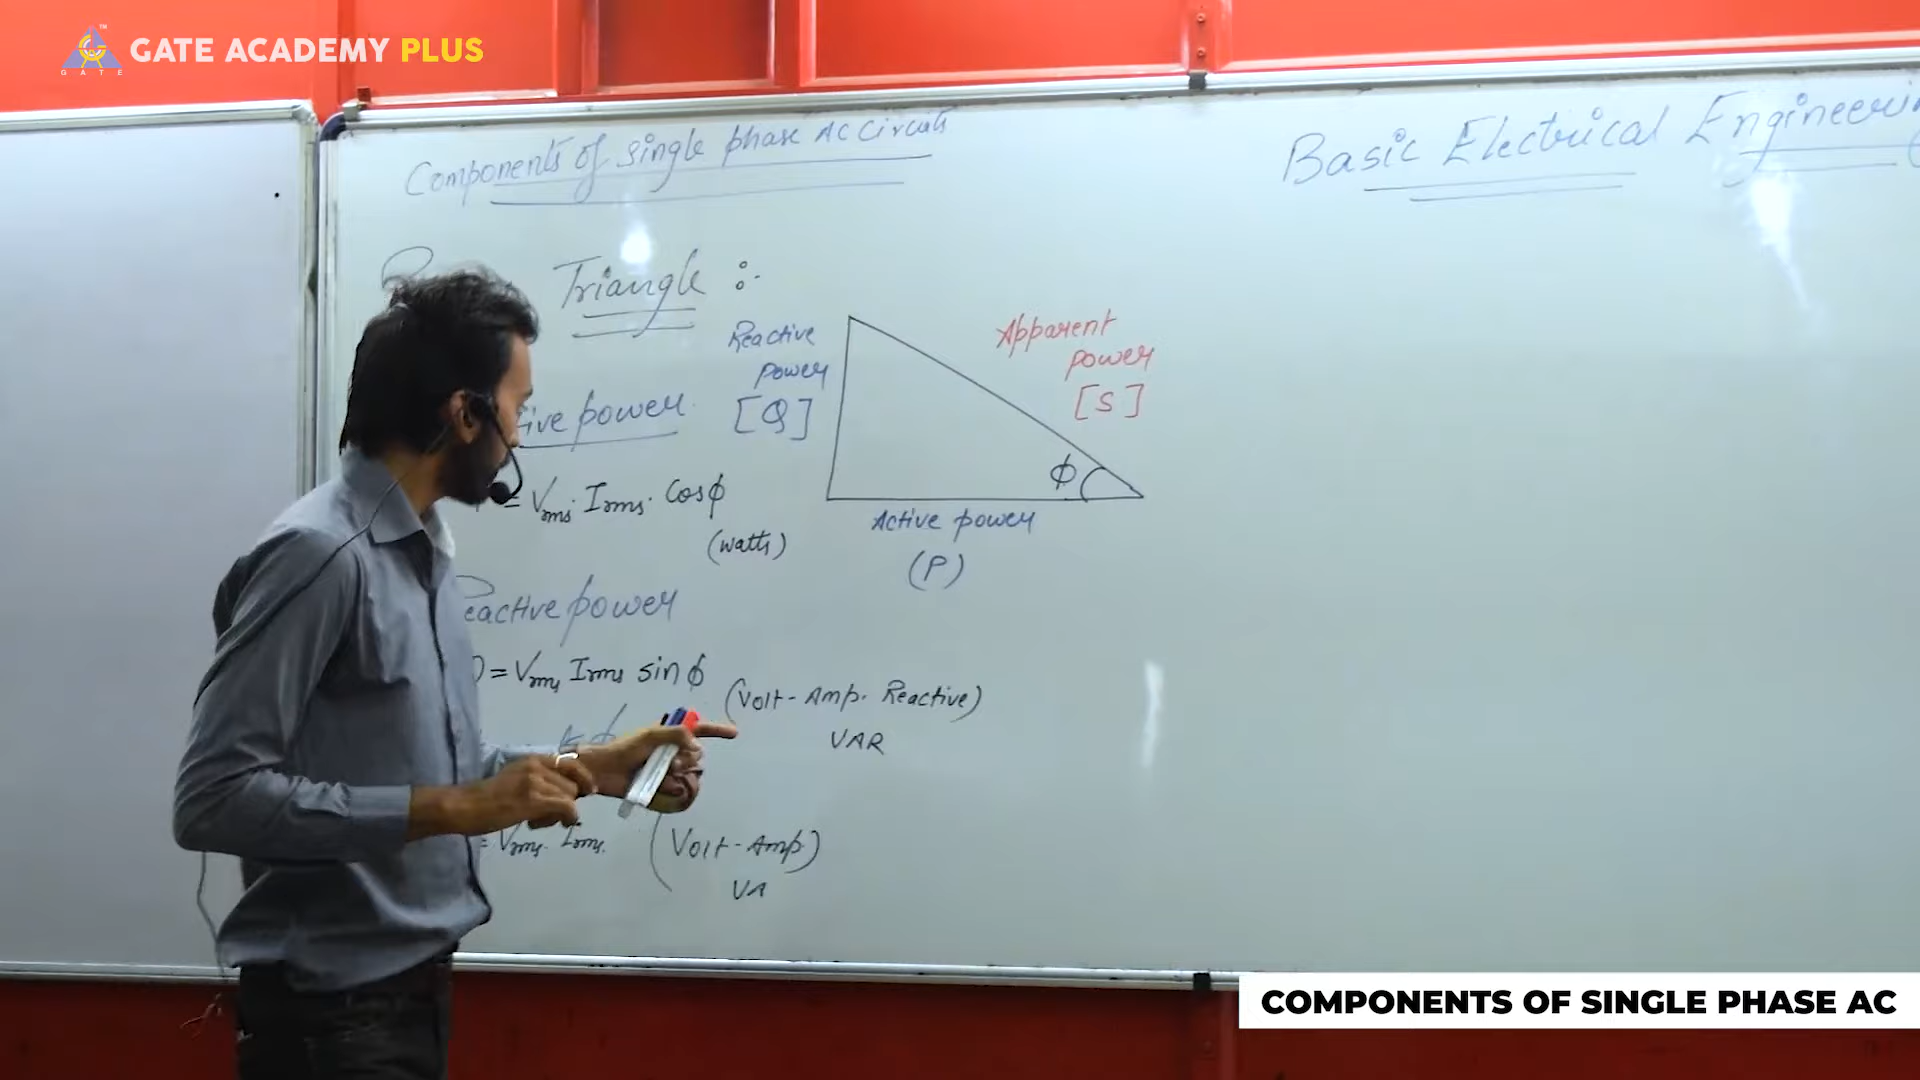 GATE
GATE ACADEMY PLUS
Components of single phase AC Circuits
Basic Electrical
Triangle :-
Reactive
power
[Q]
Apparent
power
[S]
ϕ
Active power
(P)
ive power
= Vrms. Irms. Cosϕ
(watts)
eactive power
= Vrms Irms sinϕ
(Volt-Amp. Reactive)
VAR
= Vrms. Irms.
(Volt-Amp)
VA
COMPONENTS OF SINGLE PHASE AC